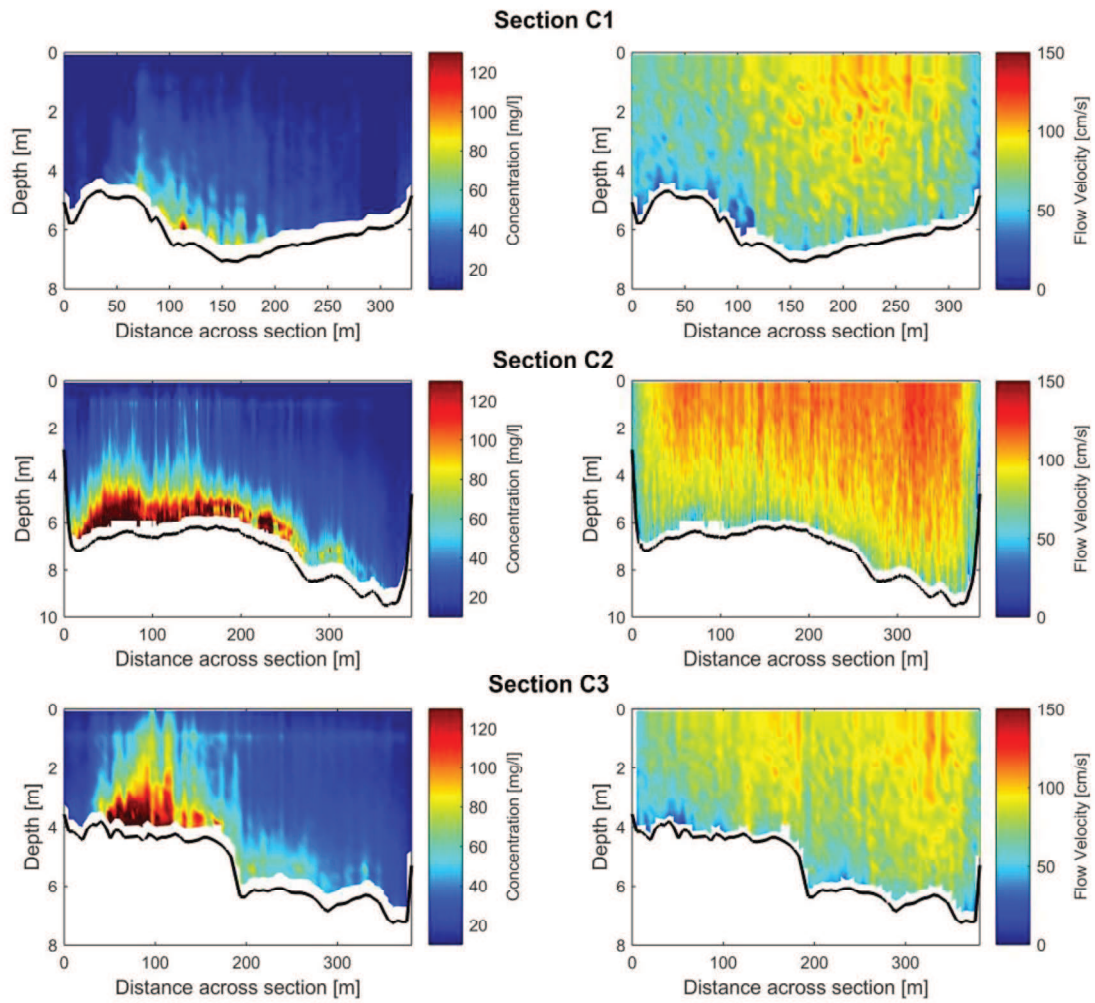 Section C1
0
2
4
6
8
Depth [m]
0 50 100 150 200 250 300
Distance across section [m]
120
100
80
60
40
20
Concentration [mg/l]
0
2
4
6
8
Depth [m]
0 50 100 150 200 250 300
Distance across section [m]
150
100
50
0
Flow Velocity [cm/s]
Section C2
0
2
4
6
8
10
Depth [m]
0 100 200 300
Distance across section [m]
120
100
80
60
40
20
Concentration [mg/l]
0
2
4
6
8
10
Depth [m]
0 100 200 300
Distance across section [m]
150
100
50
0
Flow Velocity [cm/s]
Section C3
0
2
4
6
8
Depth [m]
0 100 200 300
Distance across section [m]
120
100
80
60
40
20
Concentration [mg/l]
0
2
4
6
8
Depth [m]
0 100 200 300
Distance across section [m]
150
100
50
0
Flow Velocity [cm/s]